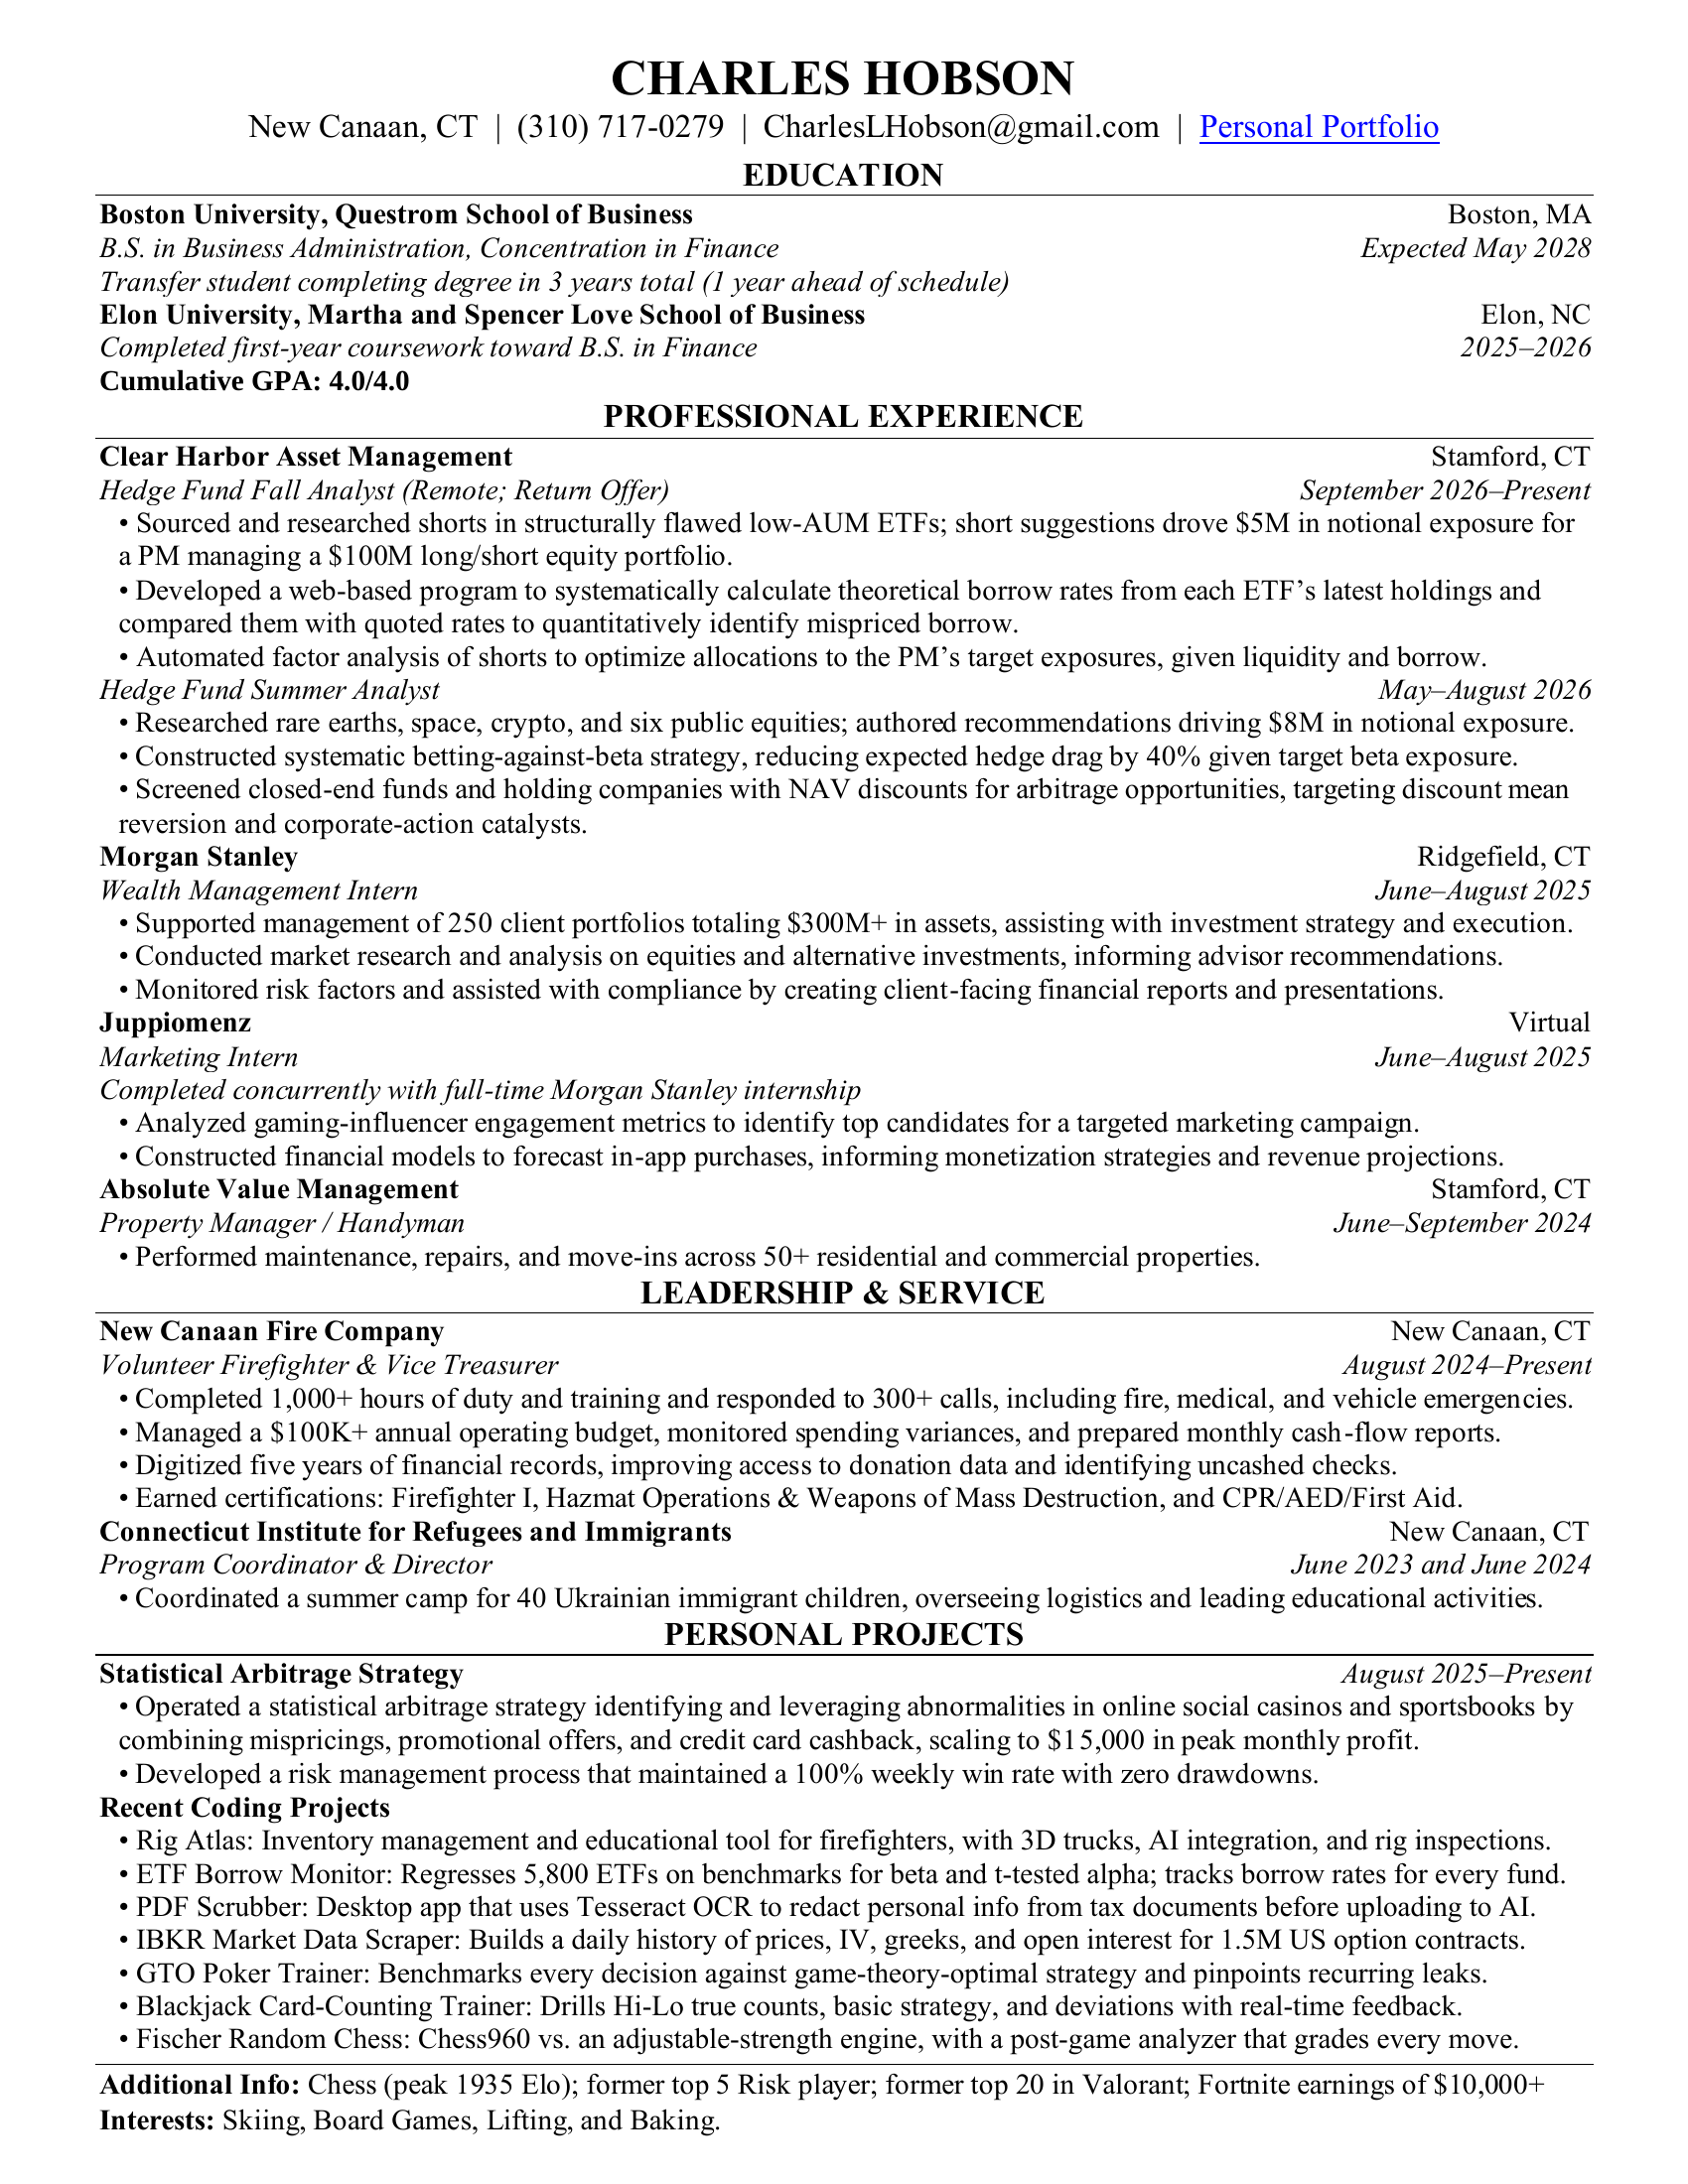 CHARLES HOBSON
New Canaan, CT | (310) 717-0279 | CharlesLHobson@gmail.com | Personal Portfolio
EDUCATION
Boston University, Questrom School of Business Boston, MA
B.S. in Business Administration, Concentration in Finance Expected May 2028
Transfer student completing degree in 3 years total (1 year ahead of schedule)
Elon University, Martha and Spencer Love School of Business Elon, NC
Completed first-year coursework toward B.S. in Finance 2025–2026
Cumulative GPA: 4.0/4.0
PROFESSIONAL EXPERIENCE
Clear Harbor Asset Management Stamford, CT
Hedge Fund Fall Analyst (Remote; Return Offer) September 2026–Present
• Sourced and researched shorts in structurally flawed low-AUM ETFs; short suggestions drove $5M in notional exposure for
a PM managing a $100M long/short equity portfolio.
• Developed a web-based program to systematically calculate theoretical borrow rates from each ETF’s latest holdings and
compared them with quoted rates to quantitatively identify mispriced borrow.
• Automated factor analysis of shorts to optimize allocations to the PM’s target exposures, given liquidity and borrow.
Hedge Fund Summer Analyst May–August 2026
• Researched rare earths, space, crypto, and six public equities; authored recommendations driving $8M in notional exposure.
• Constructed systematic betting-against-beta strategy, reducing expected hedge drag by 40% given target beta exposure.
• Screened closed-end funds and holding companies with NAV discounts for arbitrage opportunities, targeting discount mean
reversion and corporate-action catalysts.
Morgan Stanley Ridgefield, CT
Wealth Management Intern June–August 2025
• Supported management of 250 client portfolios totaling $300M+ in assets, assisting with investment strategy and execution.
• Conducted market research and analysis on equities and alternative investments, informing advisor recommendations.
• Monitored risk factors and assisted with compliance by creating client-facing financial reports and presentations.
Juppiomenz Virtual
Marketing Intern June–August 2025
Completed concurrently with full-time Morgan Stanley internship
• Analyzed gaming-influencer engagement metrics to identify top candidates for a targeted marketing campaign.
• Constructed financial models to forecast in-app purchases, informing monetization strategies and revenue projections.
Absolute Value Management Stamford, CT
Property Manager / Handyman June–September 2024
• Performed maintenance, repairs, and move-ins across 50+ residential and commercial properties.
LEADERSHIP & SERVICE
New Canaan Fire Company New Canaan, CT
Volunteer Firefighter & Vice Treasurer August 2024–Present
• Completed 1,000+ hours of duty and training and responded to 300+ calls, including fire, medical, and vehicle emergencies.
• Managed a $100K+ annual operating budget, monitored spending variances, and prepared monthly cash-flow reports.
• Digitized five years of financial records, improving access to donation data and identifying uncashed checks.
• Earned certifications: Firefighter I, Hazmat Operations & Weapons of Mass Destruction, and CPR/AED/First Aid.
Connecticut Institute for Refugees and Immigrants New Canaan, CT
Program Coordinator & Director June 2023 and June 2024
• Coordinated a summer camp for 40 Ukrainian immigrant children, overseeing logistics and leading educational activities.
PERSONAL PROJECTS
Statistical Arbitrage Strategy August 2025–Present
• Operated a statistical arbitrage strategy identifying and leveraging abnormalities in online social casinos and sportsbooks by
combining mispricings, promotional offers, and credit card cashback, scaling to $15,000 in peak monthly profit.
• Developed a risk management process that maintained a 100% weekly win rate with zero drawdowns.
Recent Coding Projects
• Rig Atlas: Inventory management and educational tool for firefighters, with 3D trucks, AI integration, and rig inspections.
• ETF Borrow Monitor: Regresses 5,800 ETFs on benchmarks for beta and t-tested alpha; tracks borrow rates for every fund.
• PDF Scrubber: Desktop app that uses Tesseract OCR to redact personal info from tax documents before uploading to AI.
• IBKR Market Data Scraper: Builds a daily history of prices, IV, greeks, and open interest for 1.5M US option contracts.
• GTO Poker Trainer: Benchmarks every decision against game-theory-optimal strategy and pinpoints recurring leaks.
• Blackjack Card-Counting Trainer: Drills Hi-Lo true counts, basic strategy, and deviations with real-time feedback.
• Fischer Random Chess: Chess960 vs. an adjustable-strength engine, with a post-game analyzer that grades every move.
Additional Info: Chess (peak 1935 Elo); former top 5 Risk player; former top 20 in Valorant; Fortnite earnings of $10,000+
Interests: Skiing, Board Games, Lifting, and Baking.